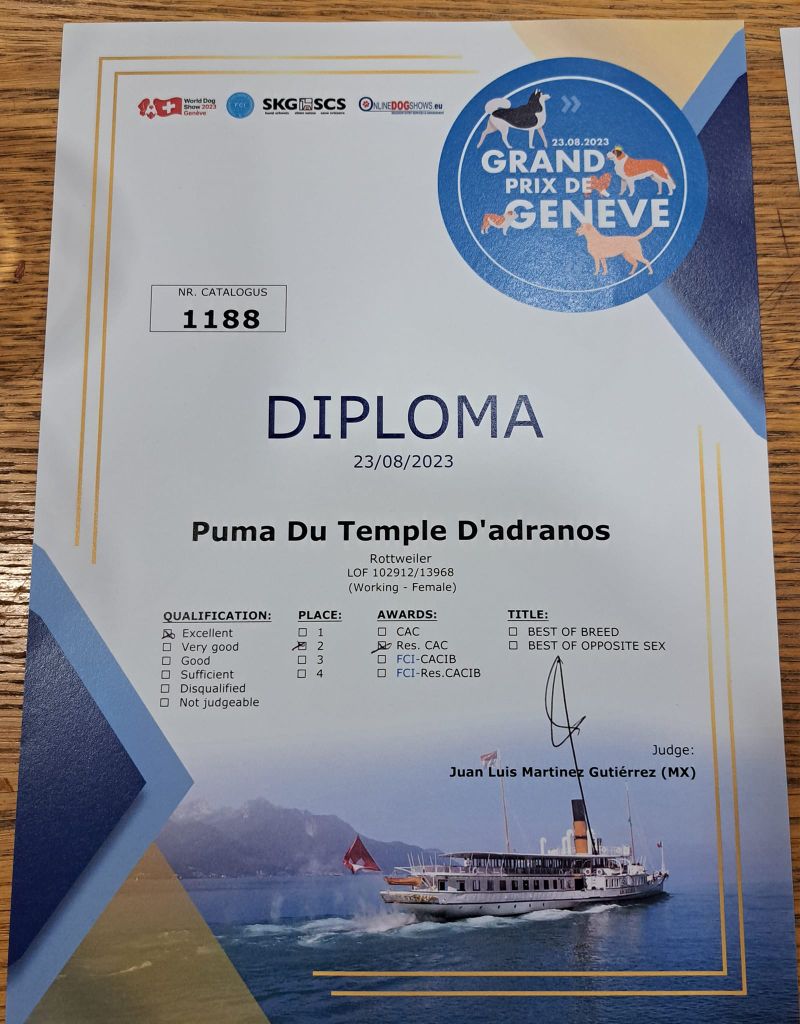 World Dog
Show 2023
Genève
FCI
SKG SCS
ONLINEDOGSHOWS.eu
23.08.2023
GRAND
PRIX DE
GENÈVE
NR. CATALOGUS
1188
DIPLOMA
23/08/2023
Puma Du Temple D'adranos
Rottweiler
LOF 102912/13968
(Working - Female)
QUALIFICATION: PLACE: AWARDS: TITLE:
Excellent 1 CAC BEST OF BREED
Very good 2 Res. CAC BEST OF OPPOSITE SEX
Good 3 FCI-CACIB
Sufficient 4 FCI-Res.CACIB
Disqualified
Not judgeable
Judge:
Juan Luis Martinez Gutiérrez (MX)